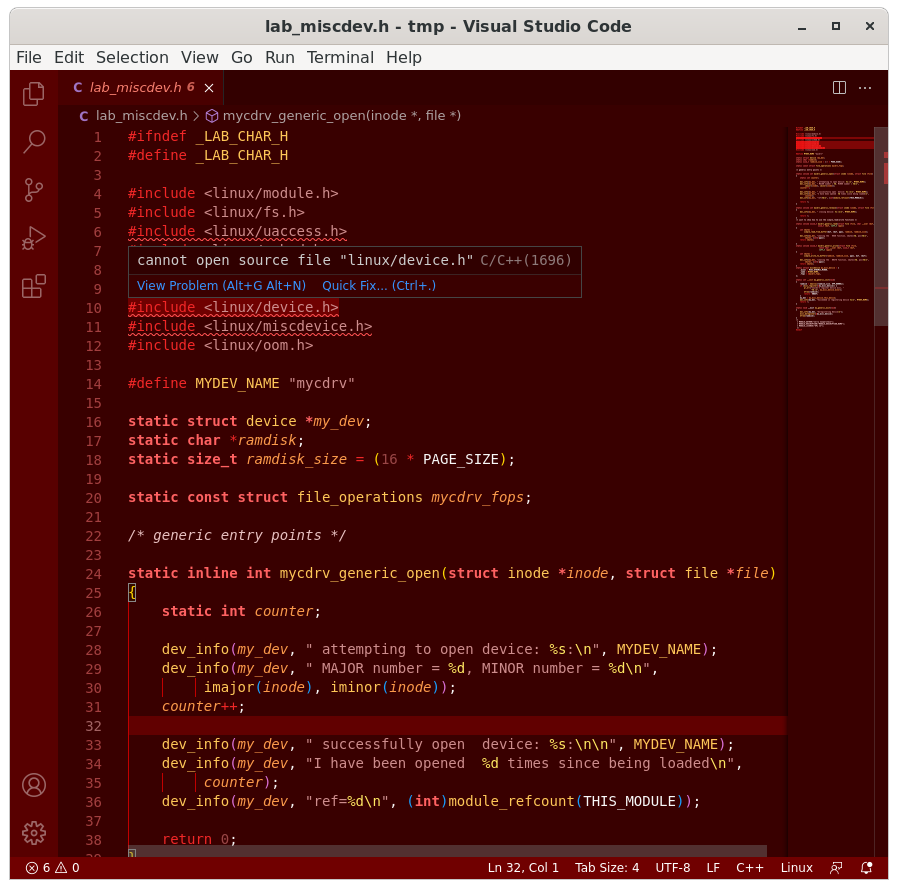 lab_miscdev.h - tmp - Visual Studio Code
File Edit Selection View Go Run Terminal Help
C lab_miscdev.h 6
C lab_miscdev.h > mycdrv_generic_open(inode *, file *)
1 #ifndef _LAB_CHAR_H
2 #define _LAB_CHAR_H
3
4 #include <linux/module.h>
5 #include <linux/fs.h>
6 #include <linux/uaccess.h>
7
cannot open source file "linux/device.h" C/C++(1696)
8
View Problem (Alt+G Alt+N) Quick Fix... (Ctrl+.)
9
10 #include <linux/device.h>
11 #include <linux/miscdevice.h>
12 #include <linux/oom.h>
13
14 #define MYDEV_NAME "mycdrv"
15
16 static struct device *my_dev;
17 static char *ramdisk;
18 static size_t ramdisk_size = (16 * PAGE_SIZE);
19
20 static const struct file_operations mycdrv_fops;
21
22 /* generic entry points */
23
24 static inline int mycdrv_generic_open(struct inode *inode, struct file *file)
25 {
26 static int counter;
27
28 dev_info(my_dev, " attempting to open device: %s:\n", MYDEV_NAME);
29 dev_info(my_dev, " MAJOR number = %d, MINOR number = %d\n",
30 imajor(inode), iminor(inode));
31 counter++;
32
33 dev_info(my_dev, " successfully open  device: %s:\n\n", MYDEV_NAME);
34 dev_info(my_dev, "I have been opened  %d times since being loaded\n",
35 counter);
36 dev_info(my_dev, "ref=%d\n", (int)module_refcount(THIS_MODULE));
37
38 return 0;
39 }
6 0 Ln 32, Col 1 Tab Size: 4 UTF-8 LF C++ Linux